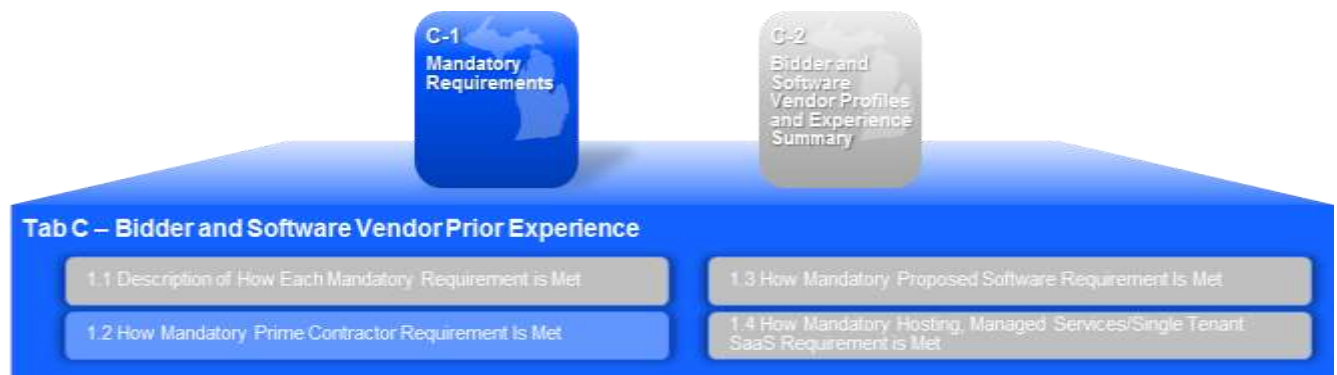 C-1
Mandatory
Requirements
C-2
Bidder and
Software
Vendor Profiles
and Experience
Summary
Tab C – Bidder and Software Vendor Prior Experience
1.1 Description of How Each Mandatory Requirement is Met
1.2 How Mandatory Prime Contractor Requirement Is Met
1.3 How Mandatory Proposed Software Requirement Is Met
1.4 How Mandatory Hosting, Managed Services/Single Tenant
SaaS Requirement is Met